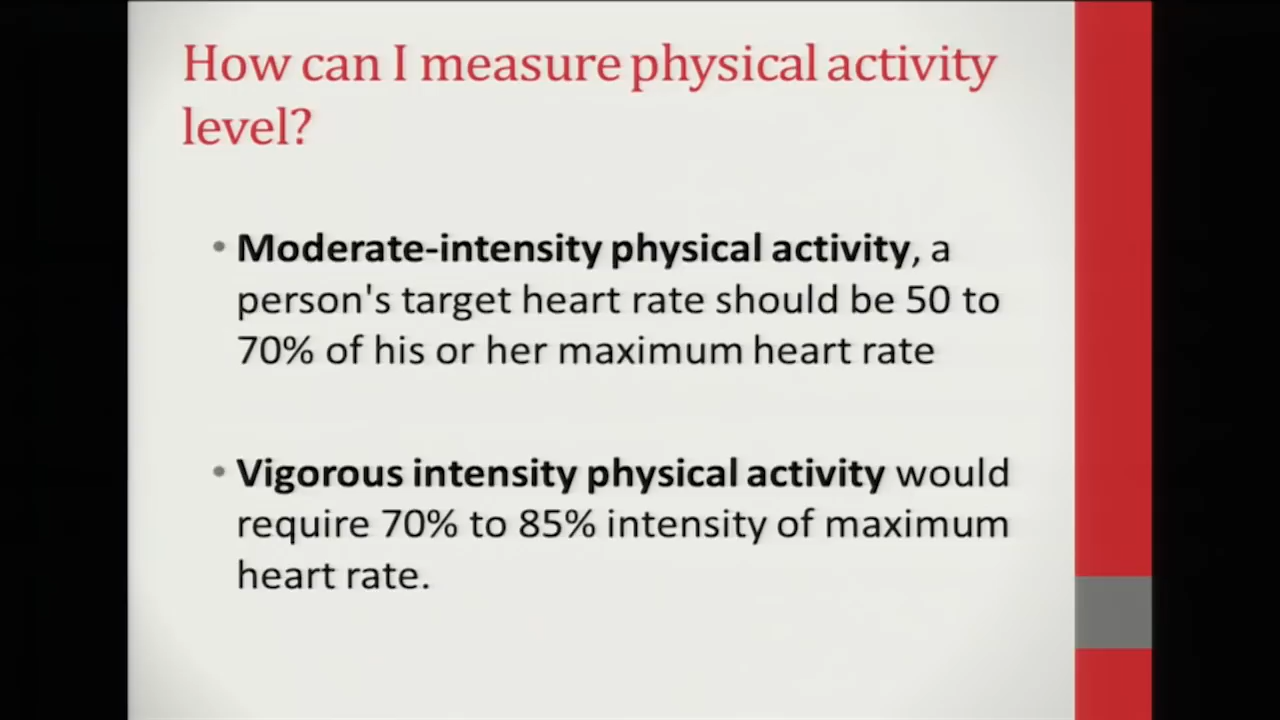 How can I measure physical activity
level?
• Moderate-intensity physical activity, a
person's target heart rate should be 50 to
70% of his or her maximum heart rate
• Vigorous intensity physical activity would
require 70% to 85% intensity of maximum
heart rate.